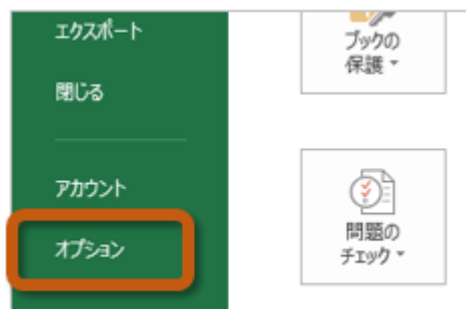 エクスポート
閉じる
アカウント
オプション
ブックの
保護
問題の
チェック